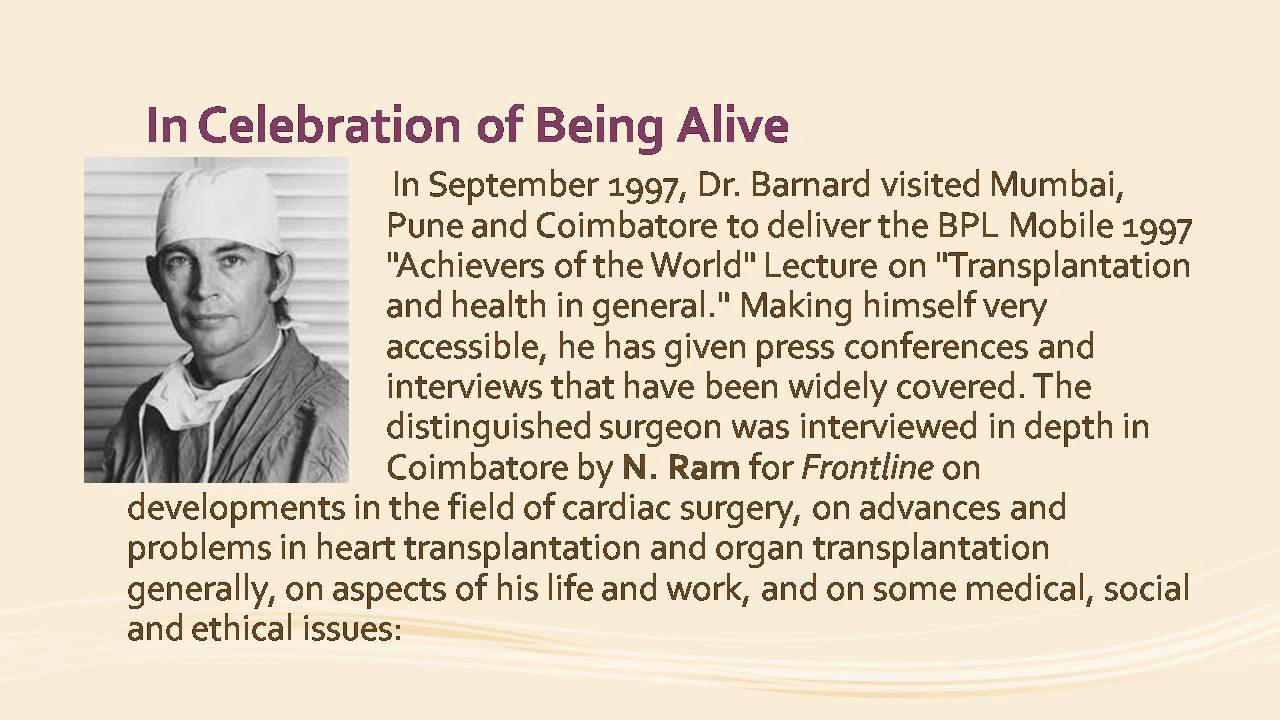 In Celebration of Being Alive
In September 1997, Dr. Barnard visited Mumbai,
Pune and Coimbatore to deliver the BPL Mobile 1997
"Achievers of the World" Lecture on "Transplantation
and health in general." Making himself very
accessible, he has given press conferences and
interviews that have been widely covered. The
distinguished surgeon was interviewed in depth in
Coimbatore by N. Ram for Frontline on
developments in the field of cardiac surgery, on advances and
problems in heart transplantation and organ transplantation
generally, on aspects of his life and work, and on some medical, social
and ethical issues: